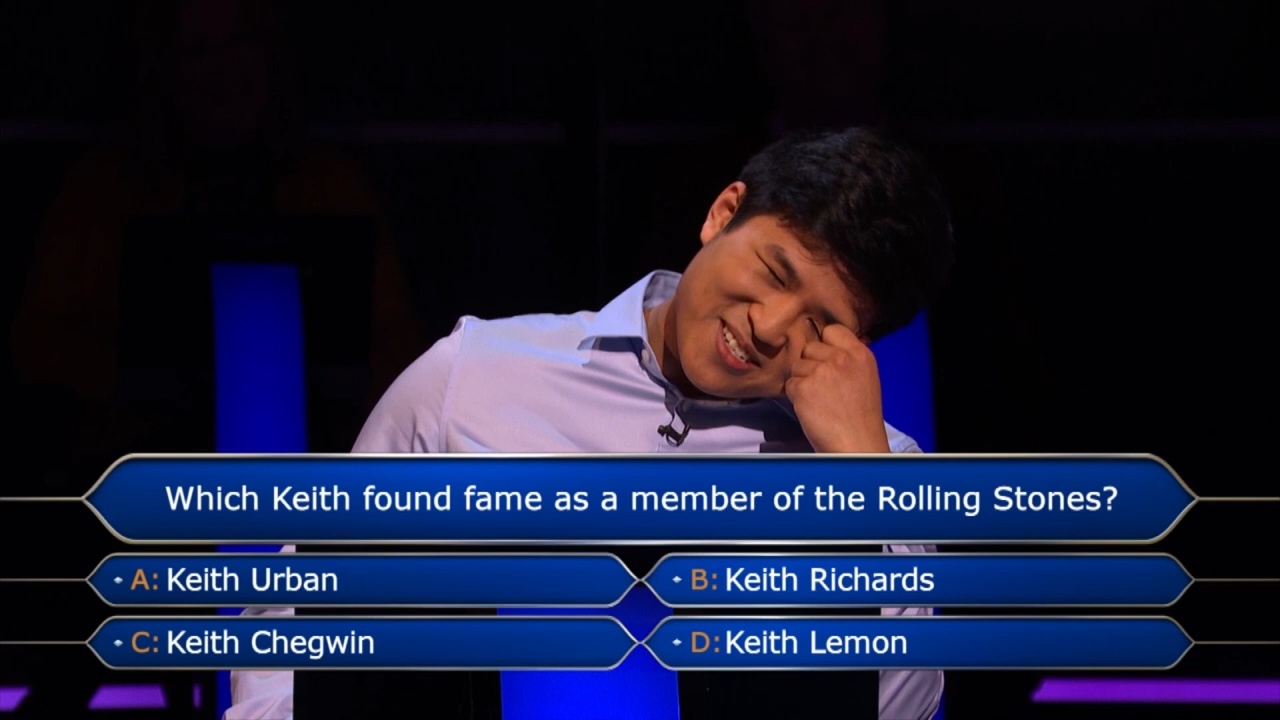 Which Keith found fame as a member of the Rolling Stones?
A: Keith Urban
B: Keith Richards
C: Keith Chegwin
D: Keith Lemon